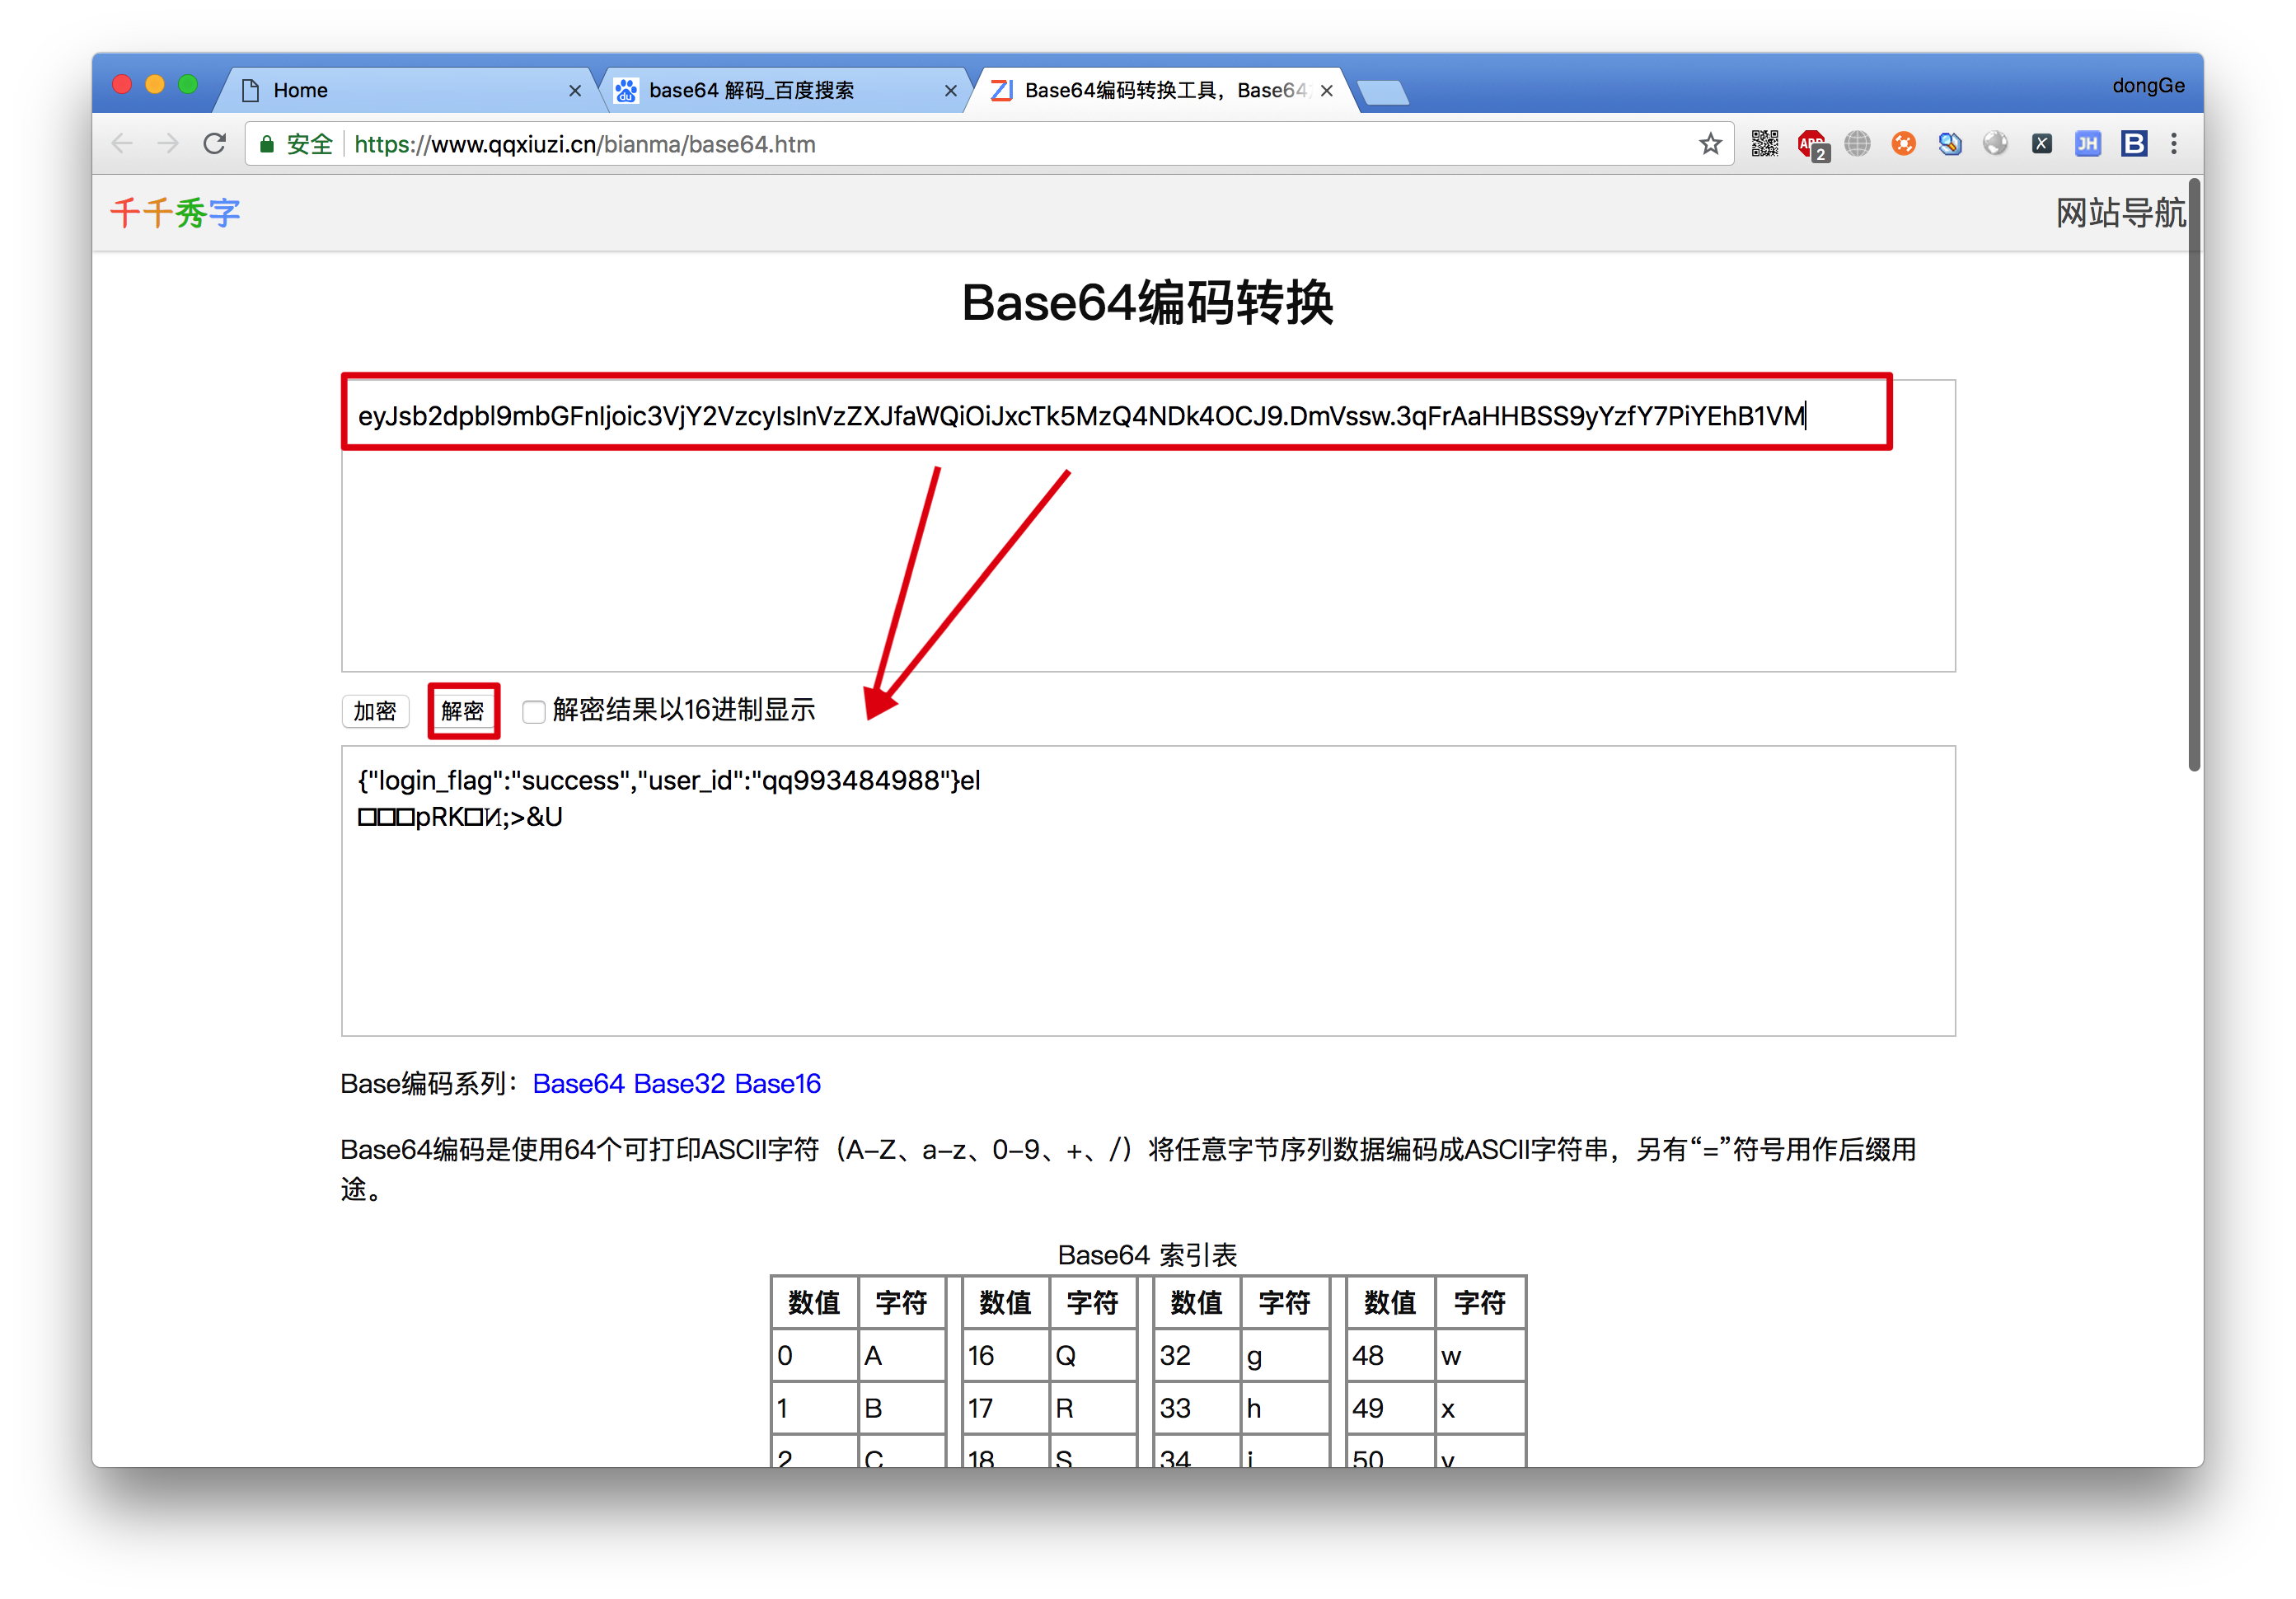 Home
base64 解码_百度搜索
Base64编码转换工具，Base64
dongGe
安全 https://www.qqxiuzi.cn/bianma/base64.htm
ABP 2
JH
B
千千秀字
网站导航
Base64编码转换
eyJsb2dpbl9mbGFnIjoic3VjY2VzcyIsInVzZXJfaWQiOiJxcTk5MzQ4NDk4OCJ9.DmVssw.3qFrAaHHBSS9yYzfY7PiYEhB1VM
加密 解密 解密结果以16进制显示
{"login_flag":"success","user_id":"qq993484988"}el
□□□pRK□И;>&U
Base编码系列：Base64 Base32 Base16
Base64编码是使用64个可打印ASCII字符（A-Z、a-z、0-9、+、/）将任意字节序列数据编码成ASCII字符串，另有“=”符号用作后缀用
途。
Base64 索引表
数值 字符 数值 字符 数值 字符 数值 字符
0 A 16 Q 32 g 48 w
1 B 17 R 33 h 49 x
2 C 18 S 34 i 50 y